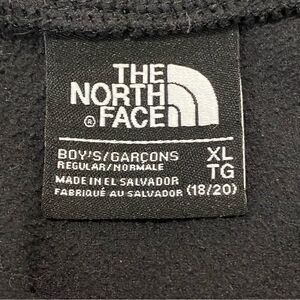 THE
NORTH
FACE
®
BOY'S/GARÇONS XL
REGULAR/NORMALE TG
MADE IN EL SALVADOR
FABRIQUÉ AU SALVADOR (18/20)